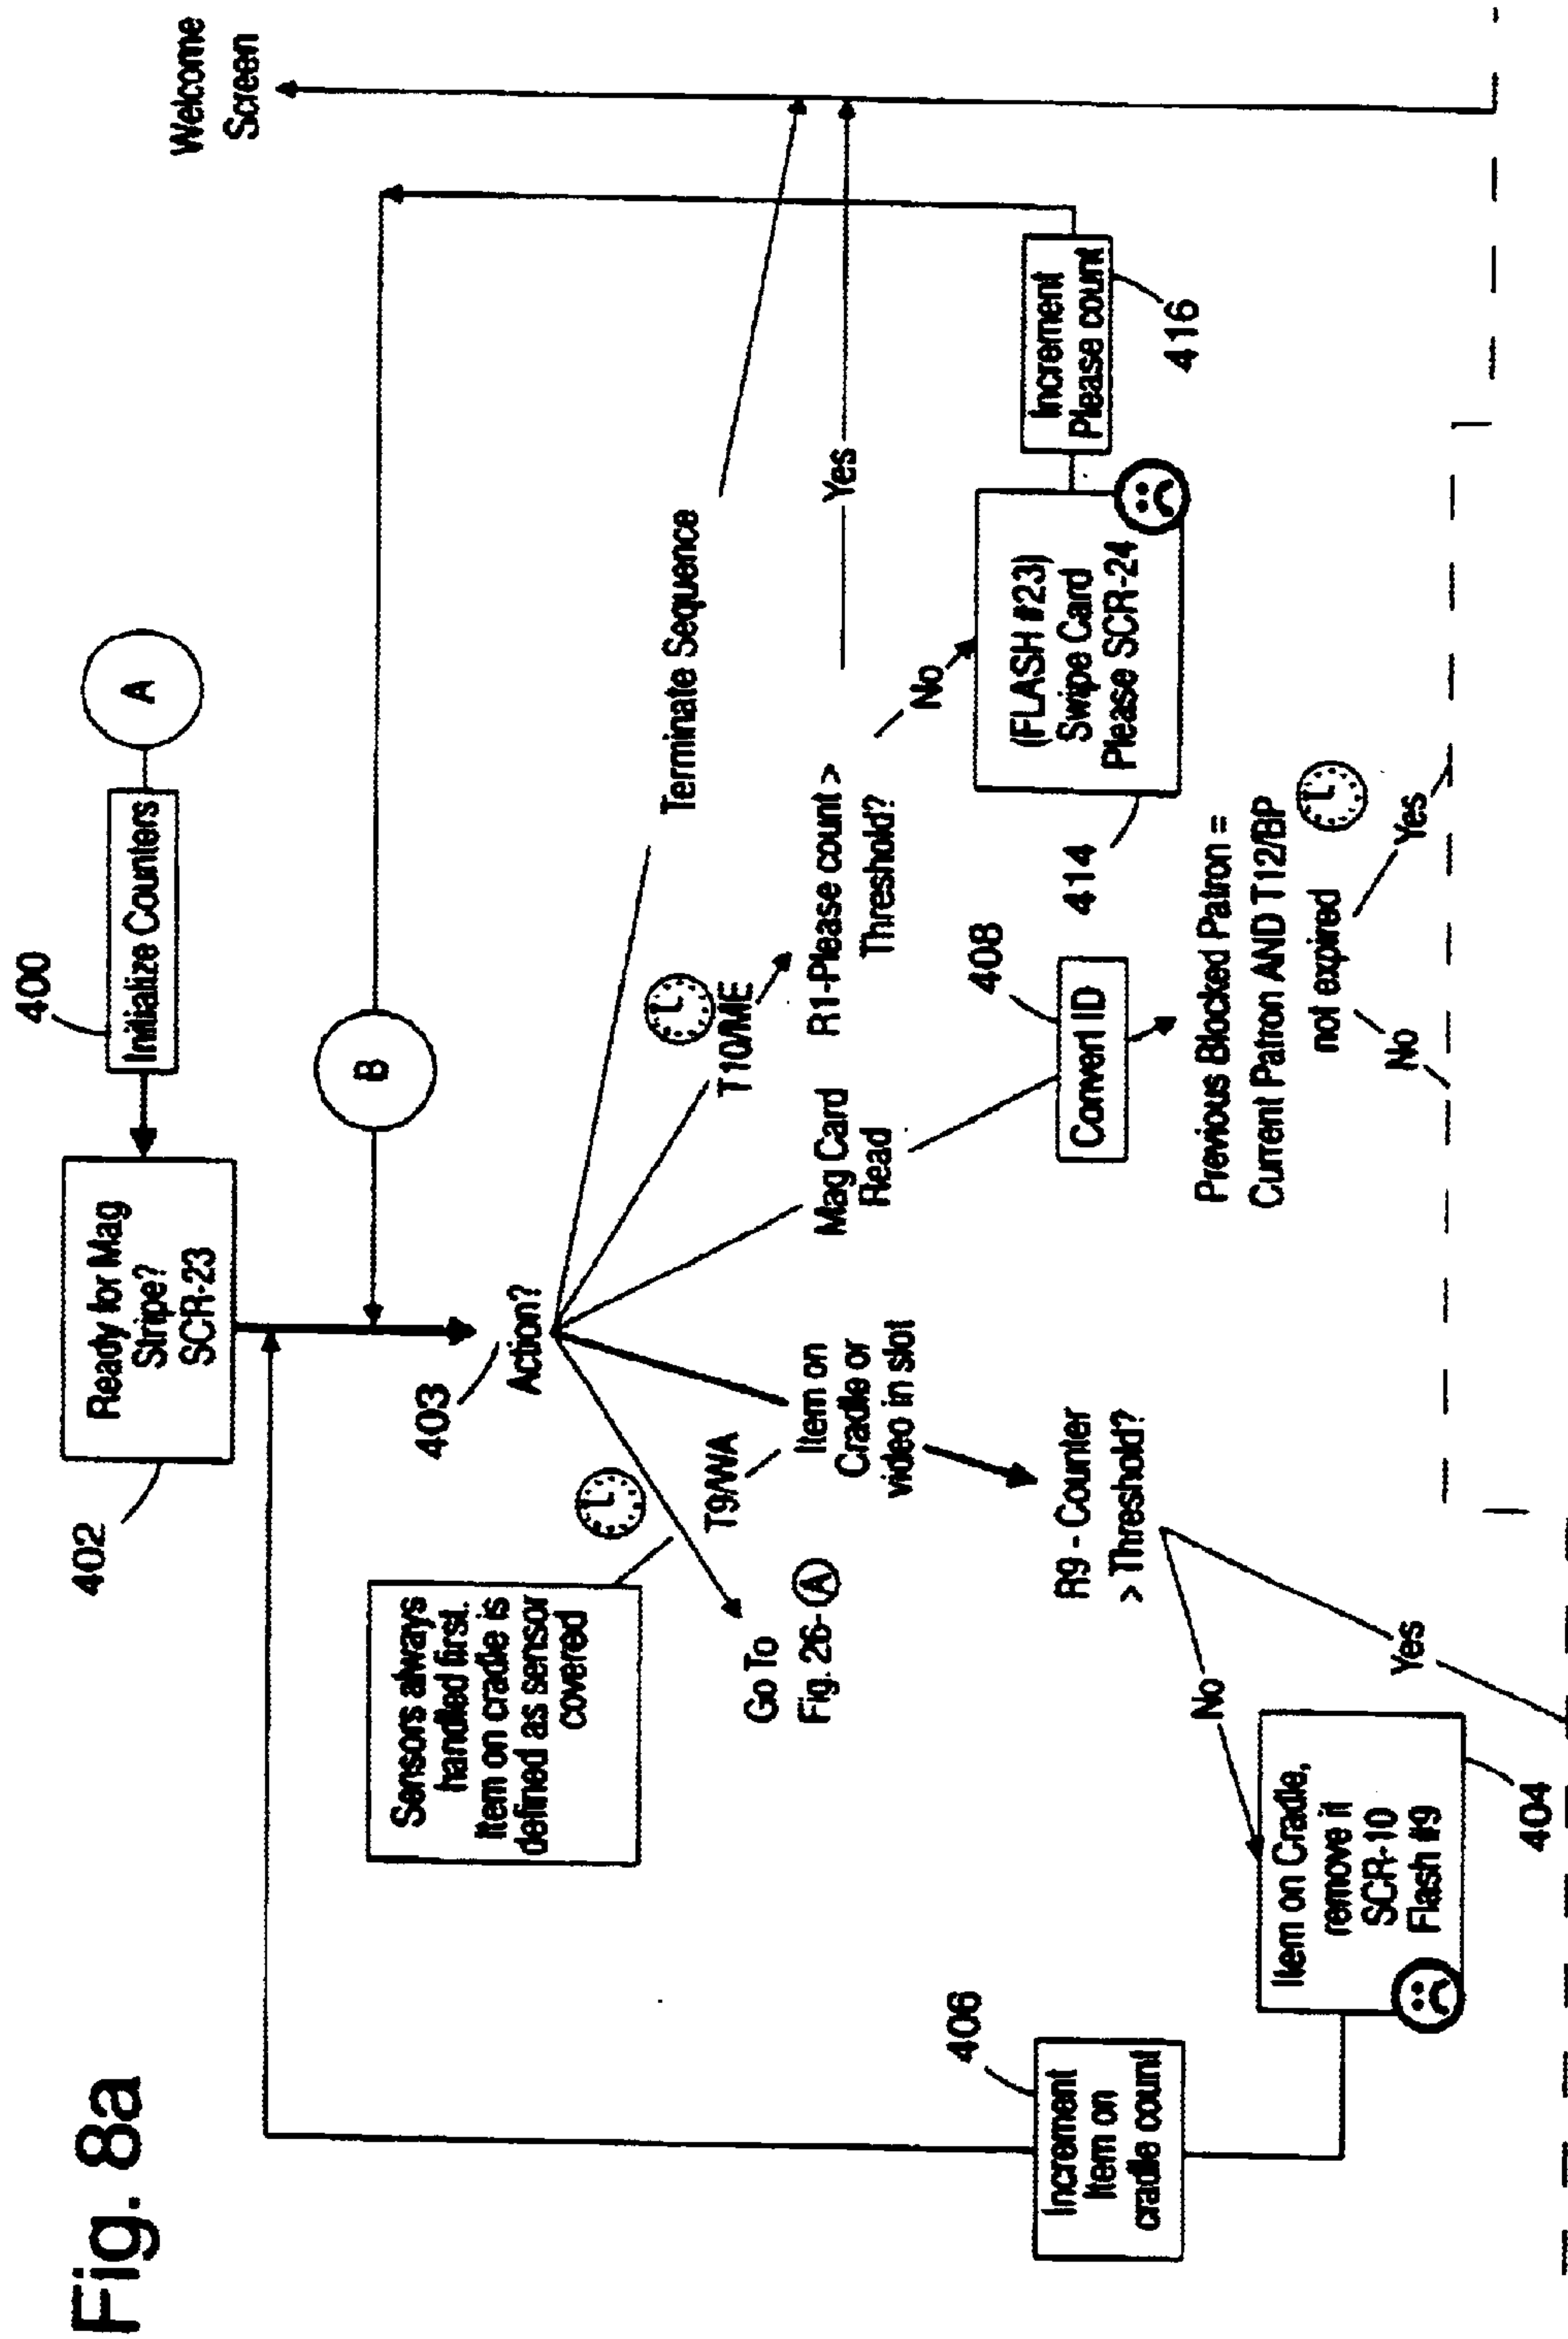 Fig. 8a
400
A
Initialize Counters
402
Ready for Mag
Stripe?
SCR-23
Welcome
Screen
B
403
Action?
Sensors always
handled first.
Item on cradle is
defined as sensor
covered
Go To
Fig. 26-A
T9/WA
Item on
Cradle or
video in slot
Mag Card
Read
T10/ME
Terminate Sequence
R1-Please count >
Threshold?
Yes
No
R9 - Counter
> Threshold?
No
Yes
408
Convert ID
414
(FLASH #23)
Swipe Card
Please SCR-24
Increment
Please count
416
Previous Blocked Patron =
Current Patron AND T12/BP
not expired
No
Yes
406
Increment
Item on
cradle count
Item on Cradle,
remove it
SCR-10
Flash #9
404